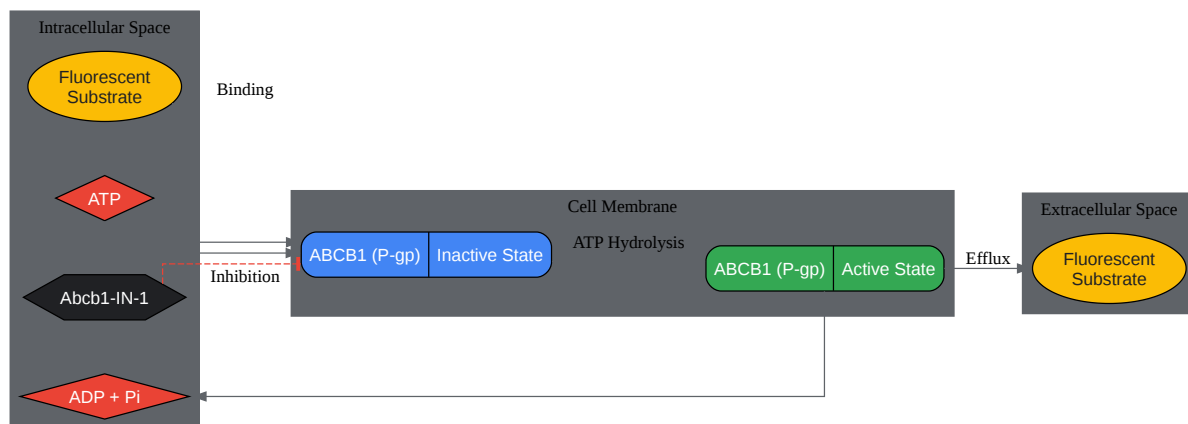 Intracellular Space
Fluorescent
Substrate
Binding
ATP
Cell Membrane
Extracellular Space
ABCB1 (P-gp)
Inactive State
ATP Hydrolysis
ABCB1 (P-gp)
Active State
Efflux
Fluorescent
Substrate
Inhibition
Abcb1-IN-1
ADP + Pi